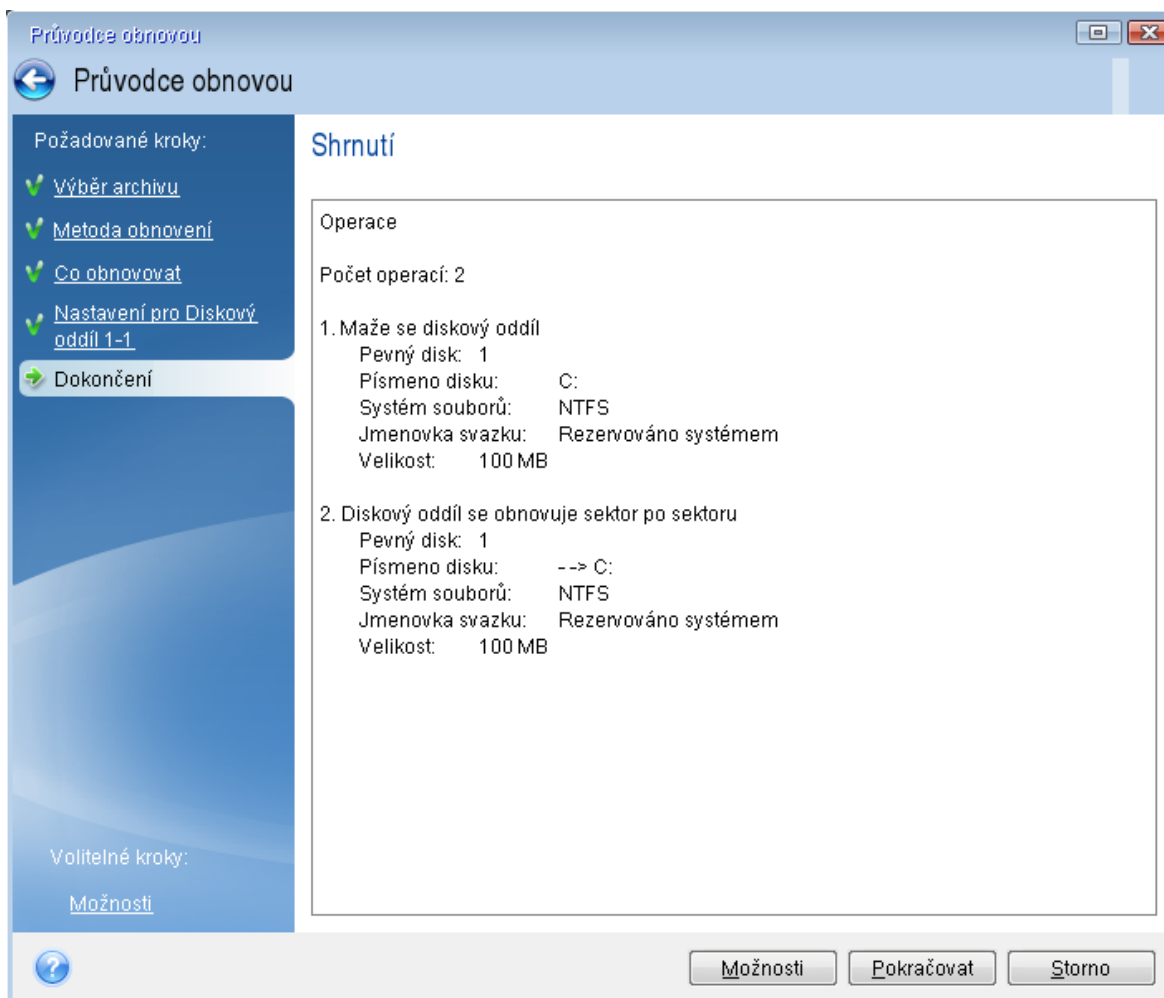 Průvodce obnovou
Průvodce obnovou
Požadované kroky:
Výběr archivu
Metoda obnovení
Co obnovovat
Nastavení pro Diskový
oddíl 1-1
Dokončení
Volitelné kroky:
Možnosti
Shrnutí
Operace
Počet operací: 2
1. Maže se diskový oddíl
Pevný disk: 1
Písmeno disku: C:
Systém souborů: NTFS
Jmenovka svazku: Rezervováno systémem
Velikost: 100 MB
2. Diskový oddíl se obnovuje sektor po sektoru
Pevný disk: 1
Písmeno disku: --> C:
Systém souborů: NTFS
Jmenovka svazku: Rezervováno systémem
Velikost: 100 MB
Možnosti
Pokračovat
Storno